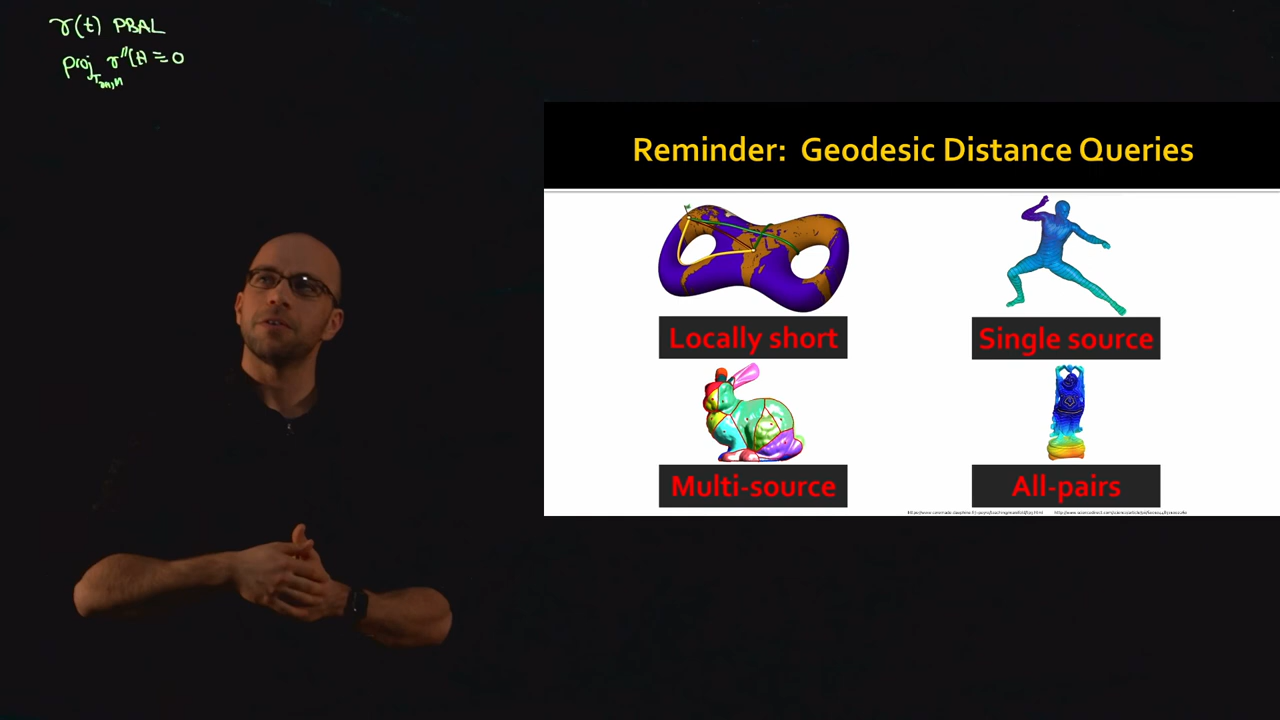 γ(t) PBAL
proj γ''(t) ≡ 0
Reminder: Geodesic Distance Queries
Locally short
Single source
Multi-source
All-pairs